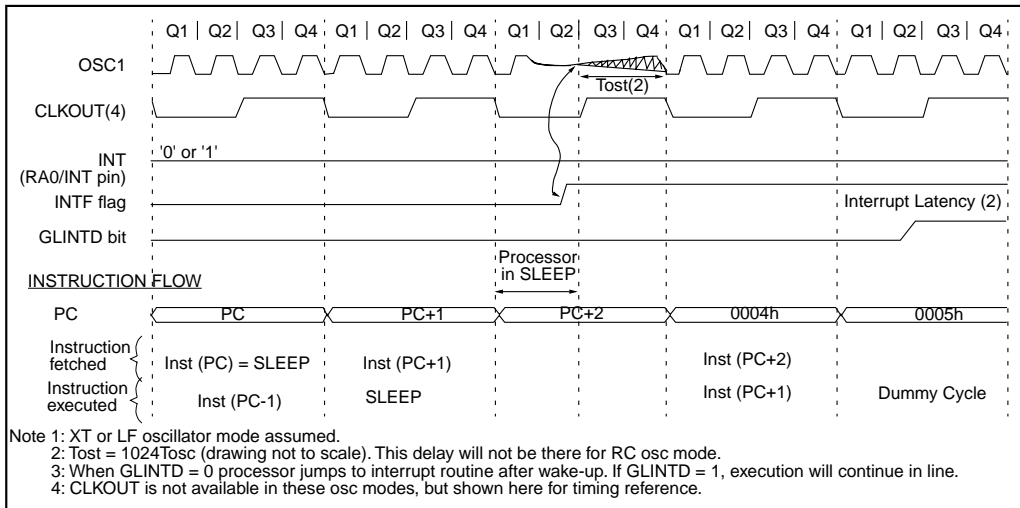 Q1 | Q2 | Q3 | Q4 Q1 | Q2 | Q3 | Q4 Q1 | Q2 | Q3 | Q4 Q1 | Q2 | Q3 | Q4 Q1 | Q2 | Q3 | Q4
OSC1
Tost(2)
CLKOUT(4)
'0' or '1'
INT
(RA0/INT pin)
INTF flag
Interrupt Latency (2)
GLINTD bit
Processor
in SLEEP
INSTRUCTION FLOW
PC PC PC+1 PC+2 0004h 0005h
Instruction
fetched
Inst (PC) = SLEEP Inst (PC+1) Inst (PC+2)
Instruction
executed
Inst (PC-1) SLEEP Inst (PC+1) Dummy Cycle
Note 1: XT or LF oscillator mode assumed.
2: Tost = 1024Tosc (drawing not to scale). This delay will not be there for RC osc mode.
3: When GLINTD = 0 processor jumps to interrupt routine after wake-up. If GLINTD = 1, execution will continue in line.
4: CLKOUT is not available in these osc modes, but shown here for timing reference.